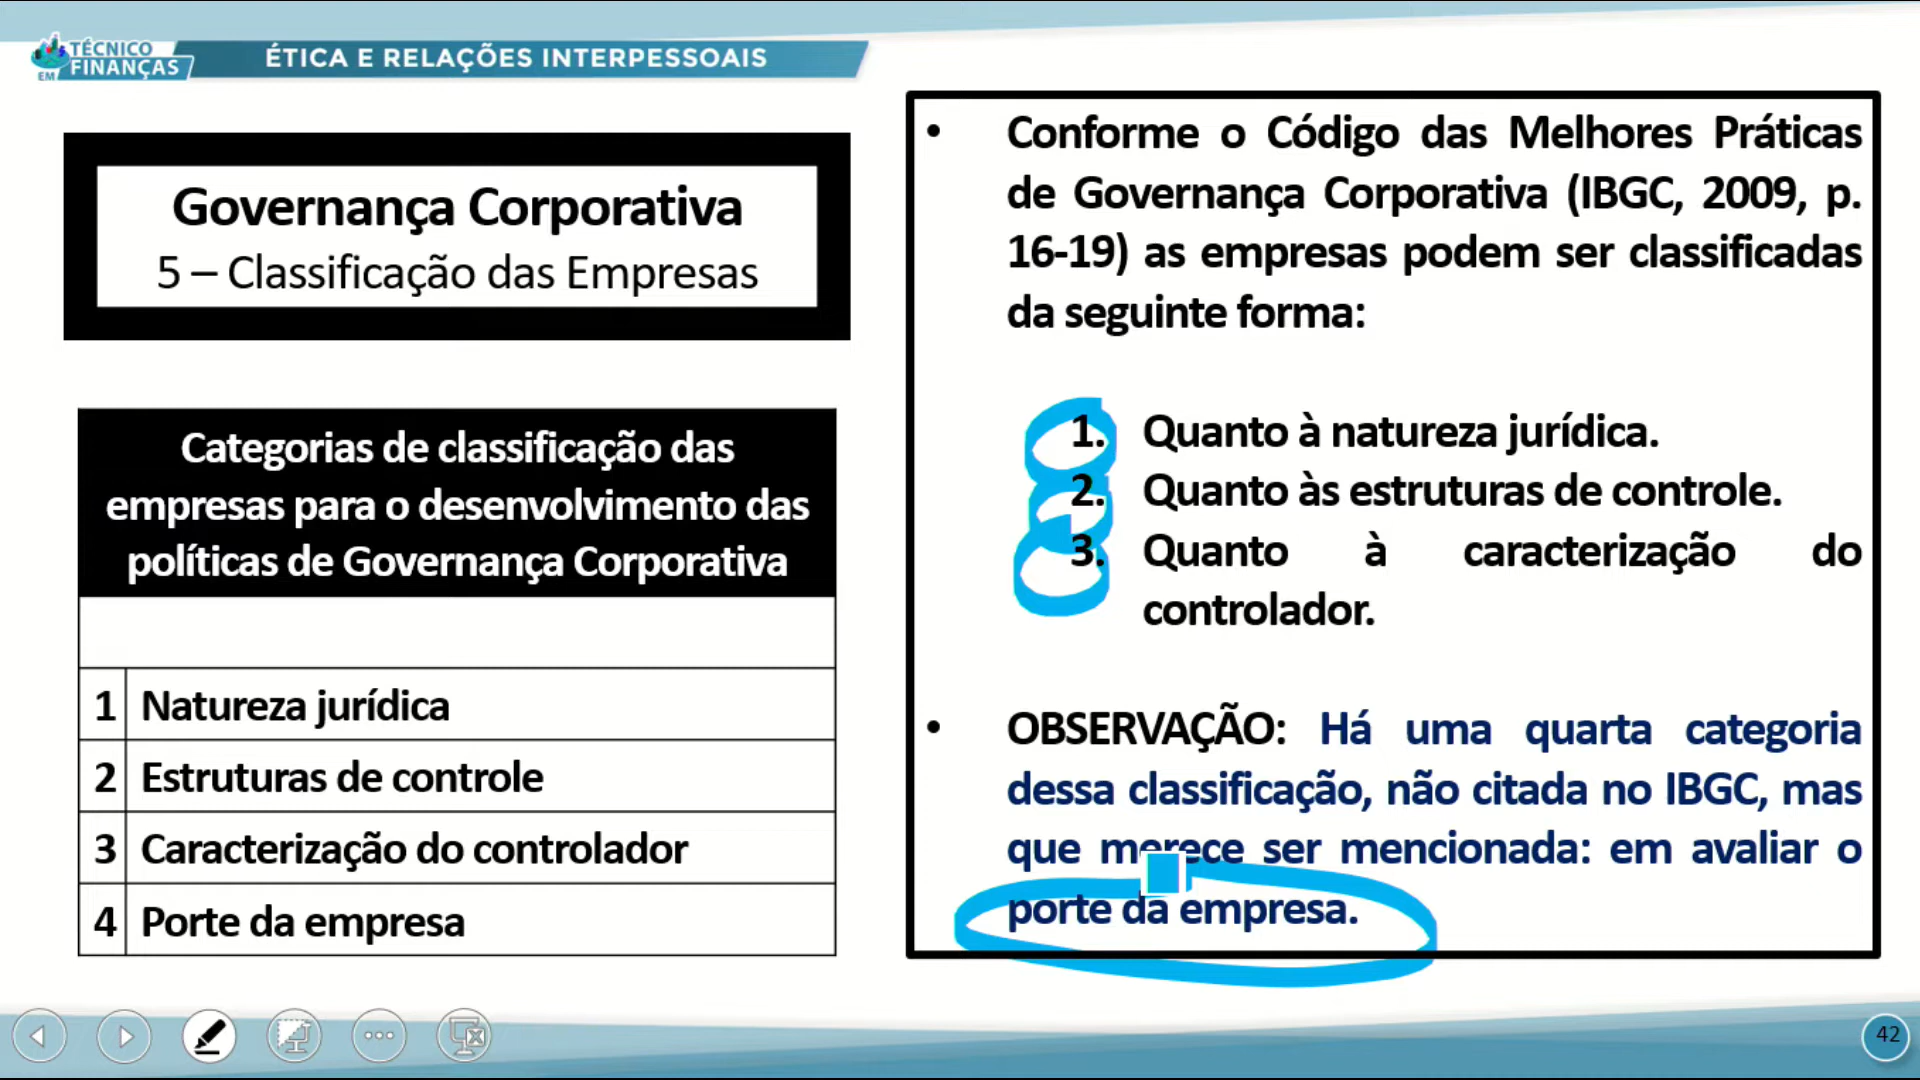 TÉCNICO
EM FINANÇAS
ÉTICA E RELAÇÕES INTERPESSOAIS
Governança Corporativa
5 – Classificação das Empresas
Categorias de classificação das
empresas para o desenvolvimento das
políticas de Governança Corporativa
1 Natureza jurídica
2 Estruturas de controle
3 Caracterização do controlador
4 Porte da empresa
• Conforme o Código das Melhores Práticas
de Governança Corporativa (IBGC, 2009, p.
16-19) as empresas podem ser classificadas
da seguinte forma:
1. Quanto à natureza jurídica.
2. Quanto às estruturas de controle.
3. Quanto à caracterização do
controlador.
• OBSERVAÇÃO: Há uma quarta categoria
dessa classificação, não citada no IBGC, mas
que merece ser mencionada: em avaliar o
porte da empresa.
42